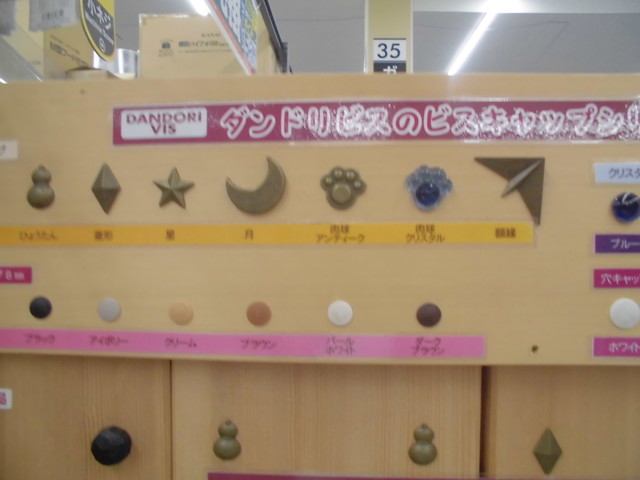 35
DANDORI
VIS
ダンドリビスのビスキャップシリ
クリスタ
ひょうたん
菱形
星
月
肉球
アンティーク
肉球
クリスタル
額縁
ブルー
穴キャッ
ブラック
アイボリー
クリーム
ブラウン
パール
ホワイト
ダーク
ブラウン
ホワイト